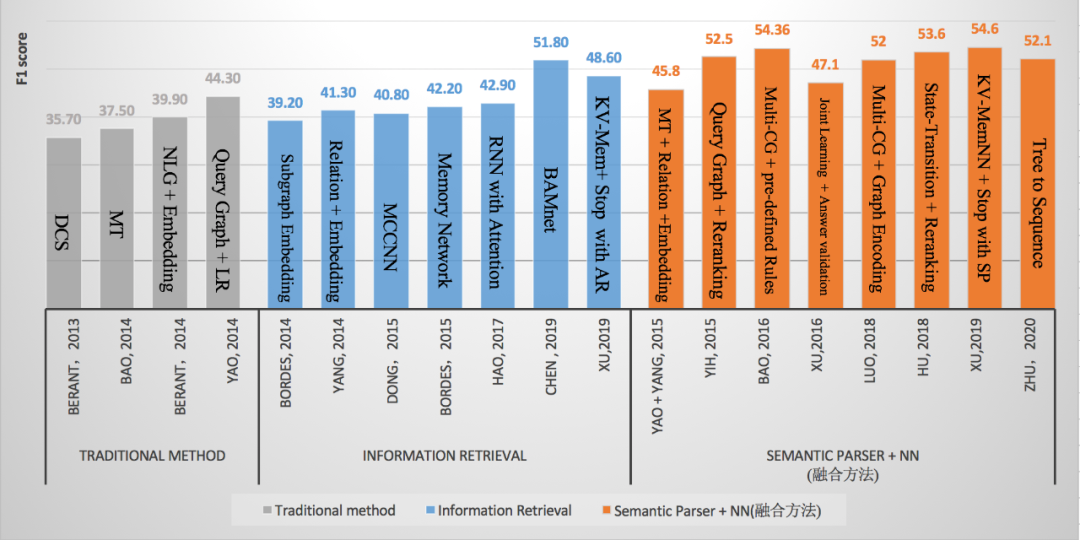 F1 score
35.70
37.50
39.90
44.30
39.20
41.30
40.80
42.20
42.90
51.80
48.60
45.8
52.5
54.36
47.1
52
53.6
54.6
52.1
DCS
MT
NLG + Embedding
Query Graph + LR
Subgraph Embedding
Relation + Embedding
MCCNN
Memory Network
RNN with Attention
BAMnet
KV-Mem+ Stop with AR
MT + Relation +Embedding
Query Graph + Reranking
Multi-CG + pre-defined Rules
Joint Learning + Answer validation
Multi-CG + Graph Encoding
State-Transition + Reranking
KV-MemNN + Stop with SP
Tree to Sequence
BERANT，2013
BAO, 2014
BERANT, 2014
YAO, 2014
BORDES, 2014
YANG, 2014
DONG，2015
BORDES，2015
HAO, 2017
CHEN , 2019
XU,2019
YAO + YANG, 2015
YIH, 2015
BAO, 2016
XU,2016
LUO, 2018
HU, 2018
XU,2019
ZHU，2020
TRADITIONAL METHOD
INFORMATION RETRIEVAL
SEMANTIC PARSER + NN
(融合方法)
Traditional method
Information Retrieval
Semantic Parser + NN(融合方法)